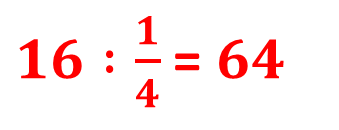 16 : 1/4 = 64